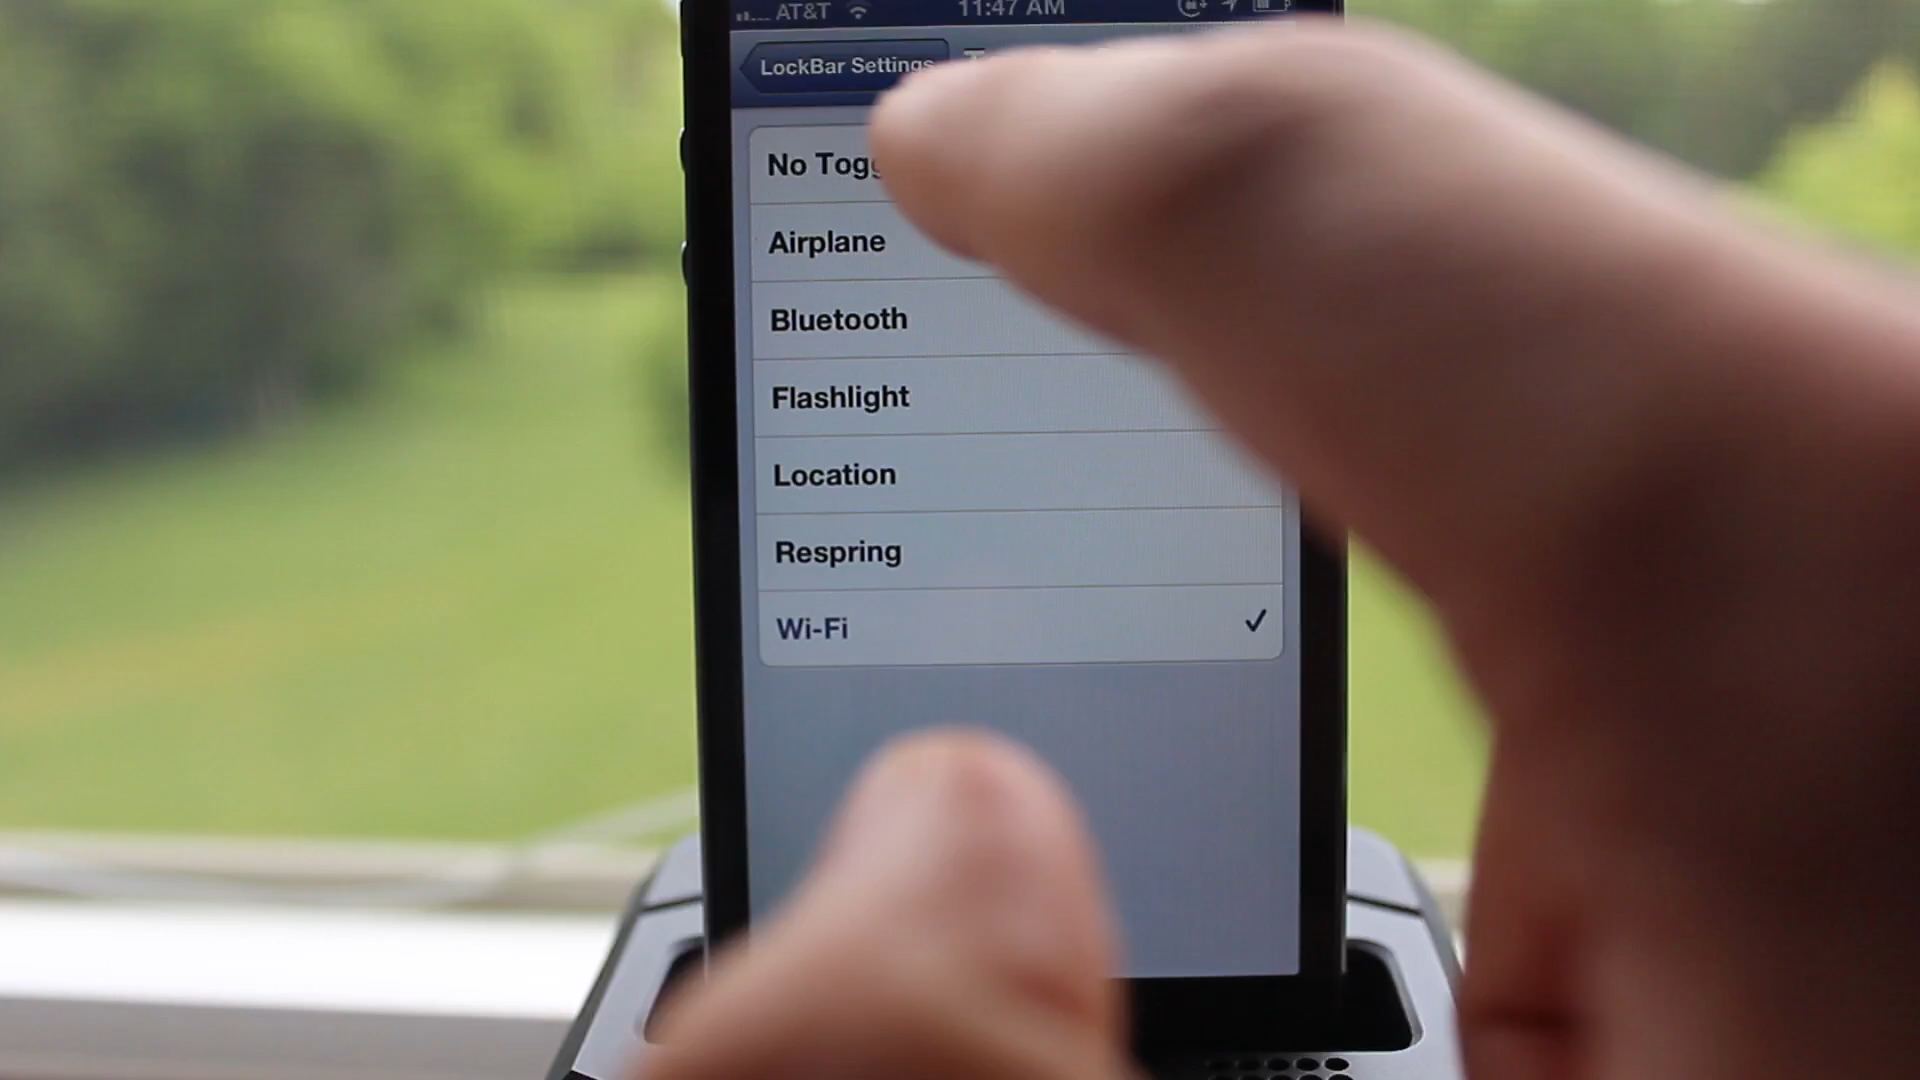 AT&T 11:47 AM
LockBar Settings
No Togg
Airplane
Bluetooth
Flashlight
Location
Respring
Wi-Fi